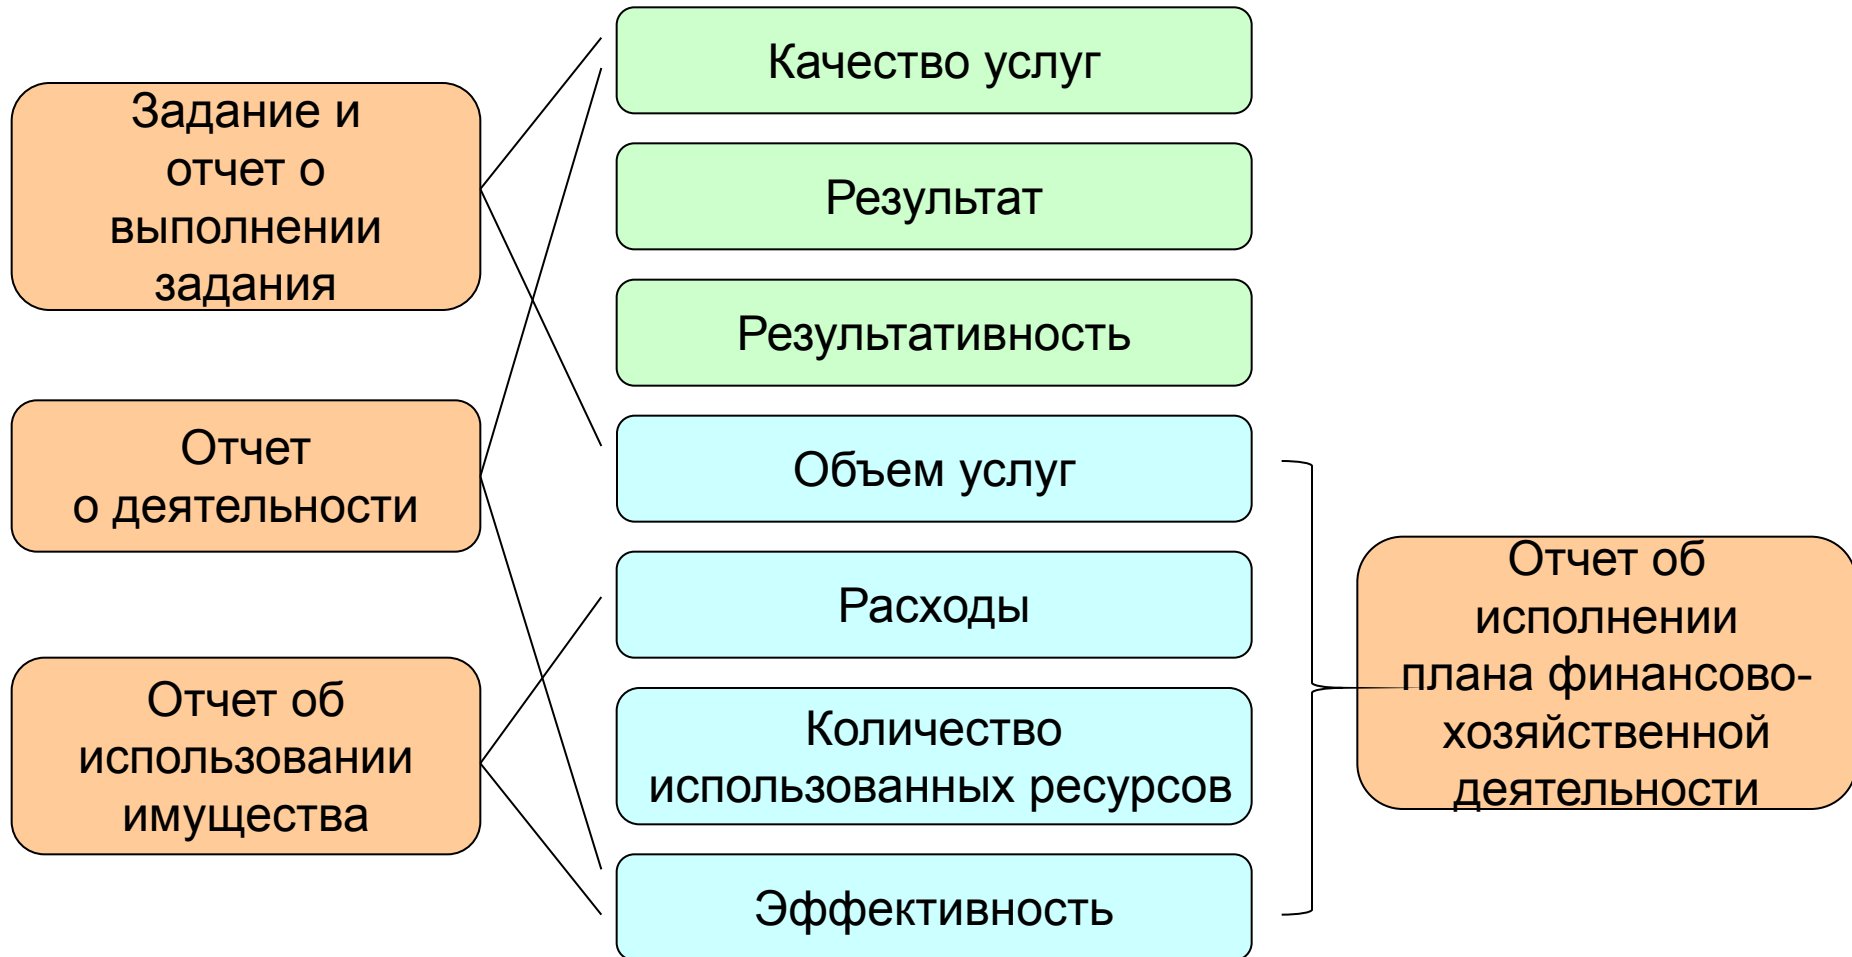 Задание и
отчет о
выполнении
задания
Отчет
о деятельности
Отчет об
использовании
имущества
Качество услуг
Результат
Результативность
Объем услуг
Расходы
Количество
использованных ресурсов
Эффективность
Отчет об
исполнении
плана финансово-
хозяйственной
деятельности